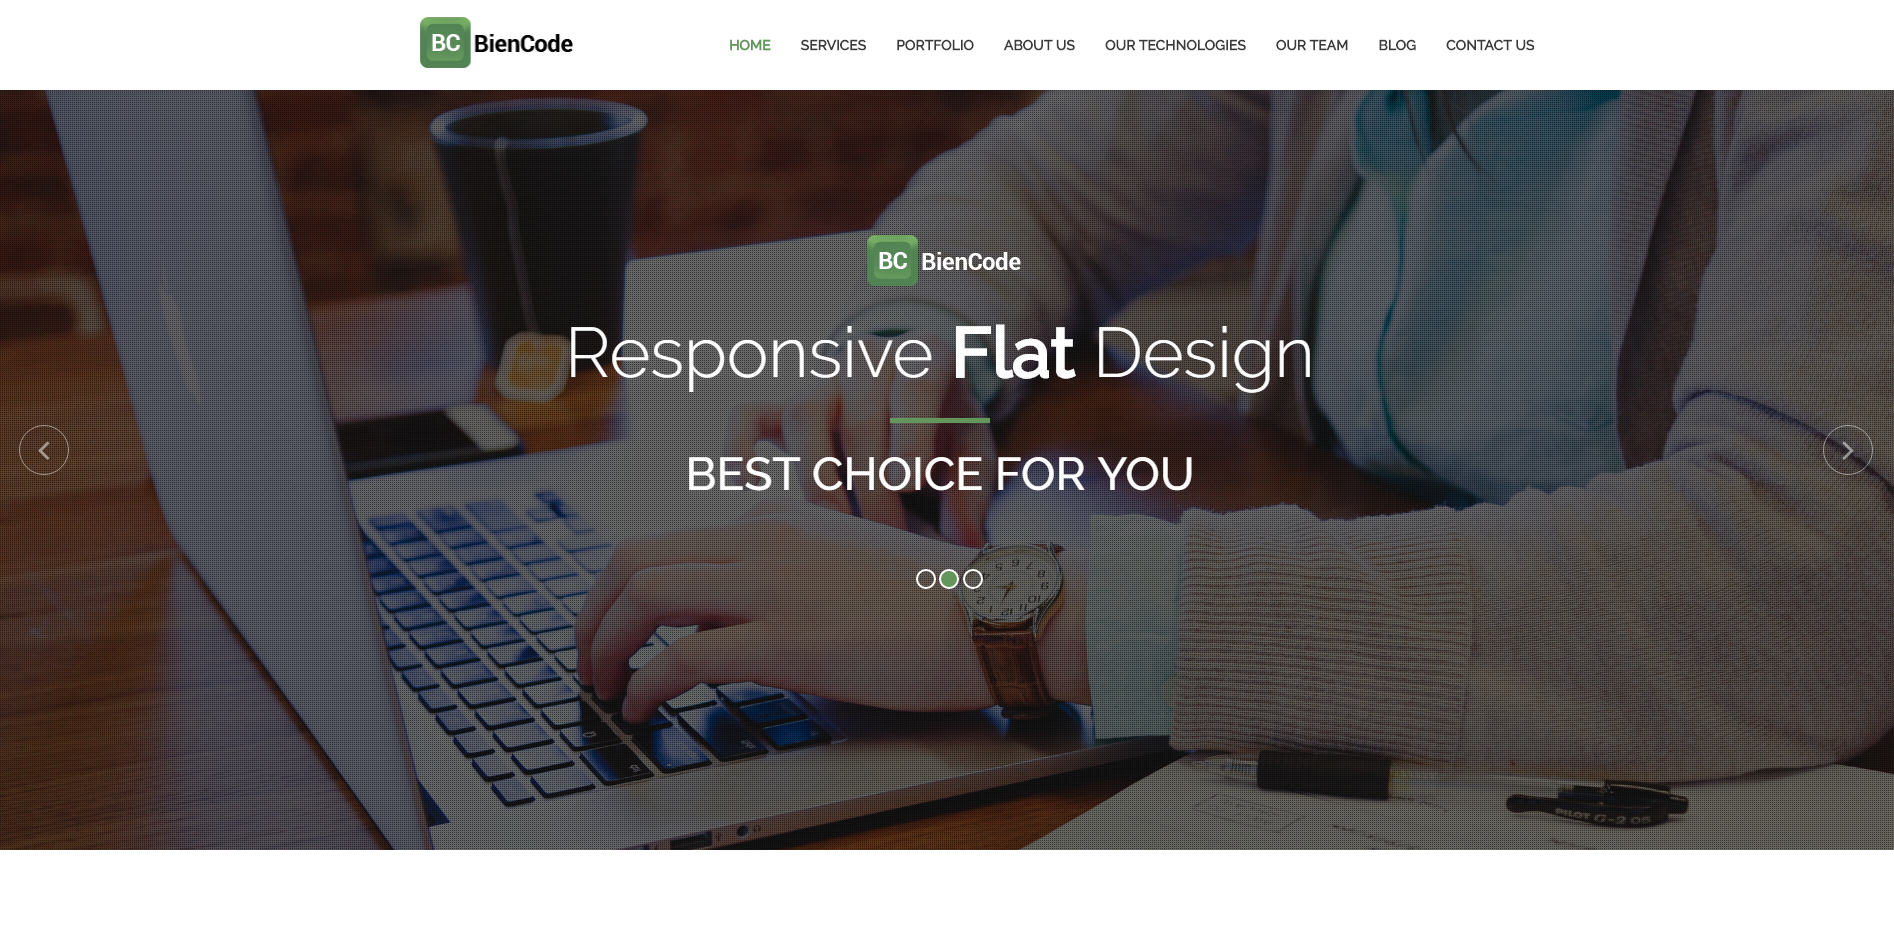 BC BienCode
HOME SERVICES PORTFOLIO ABOUT US OUR TECHNOLOGIES OUR TEAM BLOG CONTACT US
BC BienCode
Responsive Flat Design
BEST CHOICE FOR YOU
PILOT G-2 05